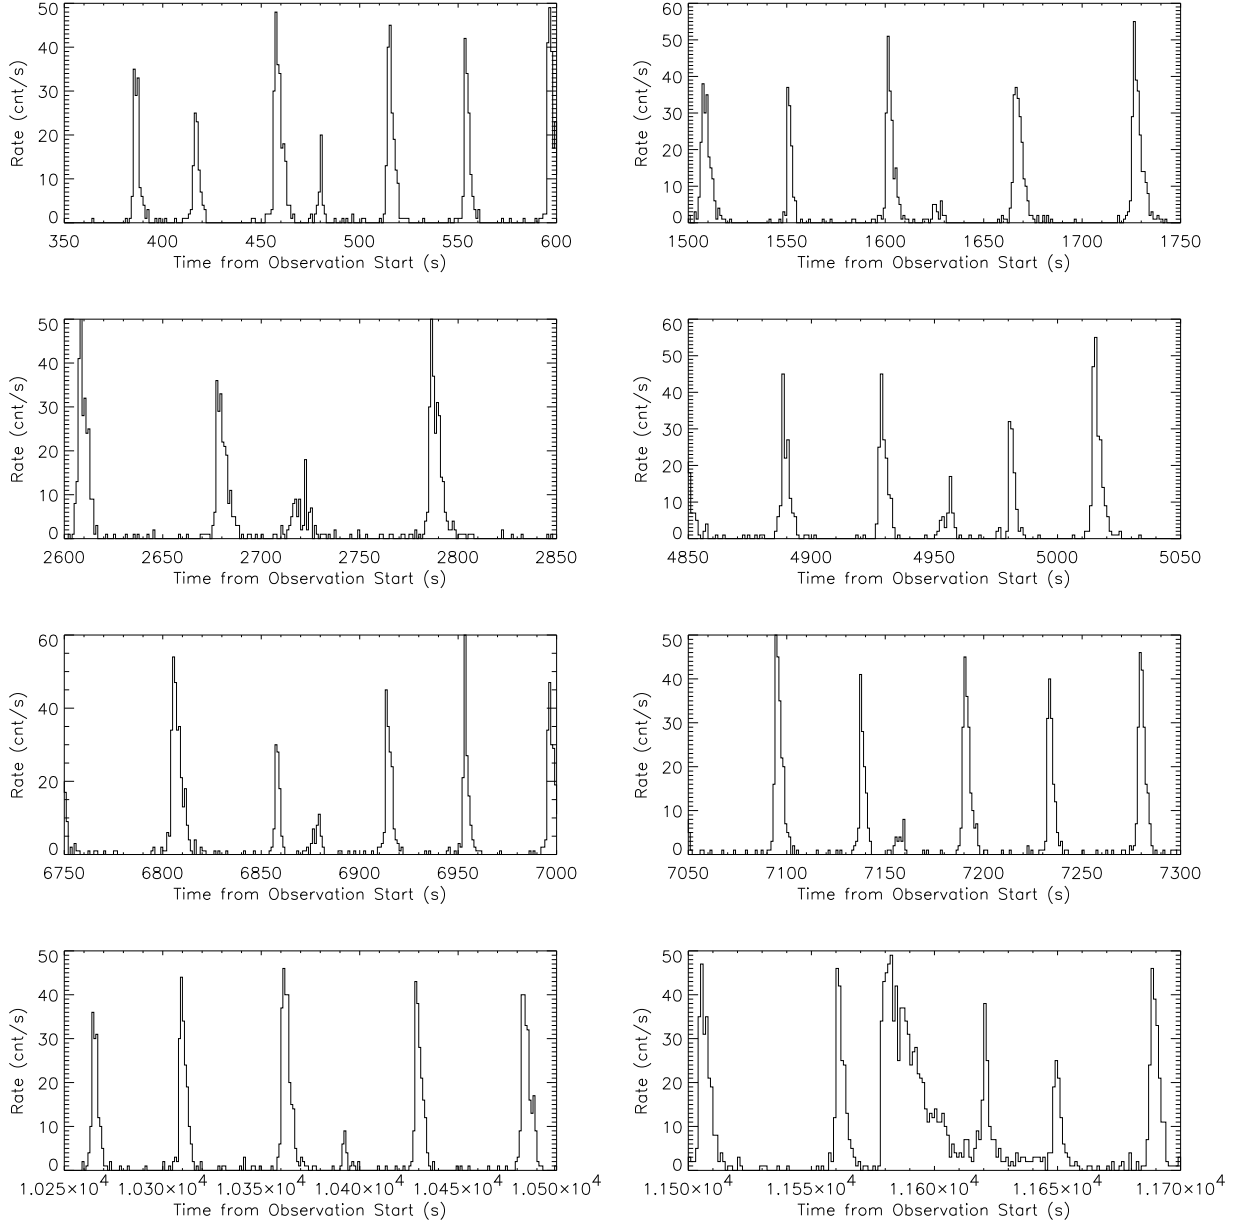 50
40
30
20
10
0
Rate (cnt/s)
350 400 450 500 550 600
Time from Observation Start (s)
60
50
40
30
20
10
0
Rate (cnt/s)
1500 1550 1600 1650 1700 1750
Time from Observation Start (s)
50
40
30
20
10
0
Rate (cnt/s)
2600 2650 2700 2750 2800 2850
Time from Observation Start (s)
60
50
40
30
20
10
0
Rate (cnt/s)
4850 4900 4950 5000 5050
Time from Observation Start (s)
60
40
20
0
Rate (cnt/s)
6750 6800 6850 6900 6950 7000
Time from Observation Start (s)
50
40
30
20
10
0
Rate (cnt/s)
7050 7100 7150 7200 7250 7300
Time from Observation Start (s)
50
40
30
20
10
0
Rate (cnt/s)
1.025×10⁴ 1.030×10⁴ 1.035×10⁴ 1.040×10⁴ 1.045×10⁴ 1.050×10⁴
Time from Observation Start (s)
50
40
30
20
10
0
Rate (cnt/s)
1.150×10⁴ 1.155×10⁴ 1.160×10⁴ 1.165×10⁴ 1.170×10⁴
Time from Observation Start (s)